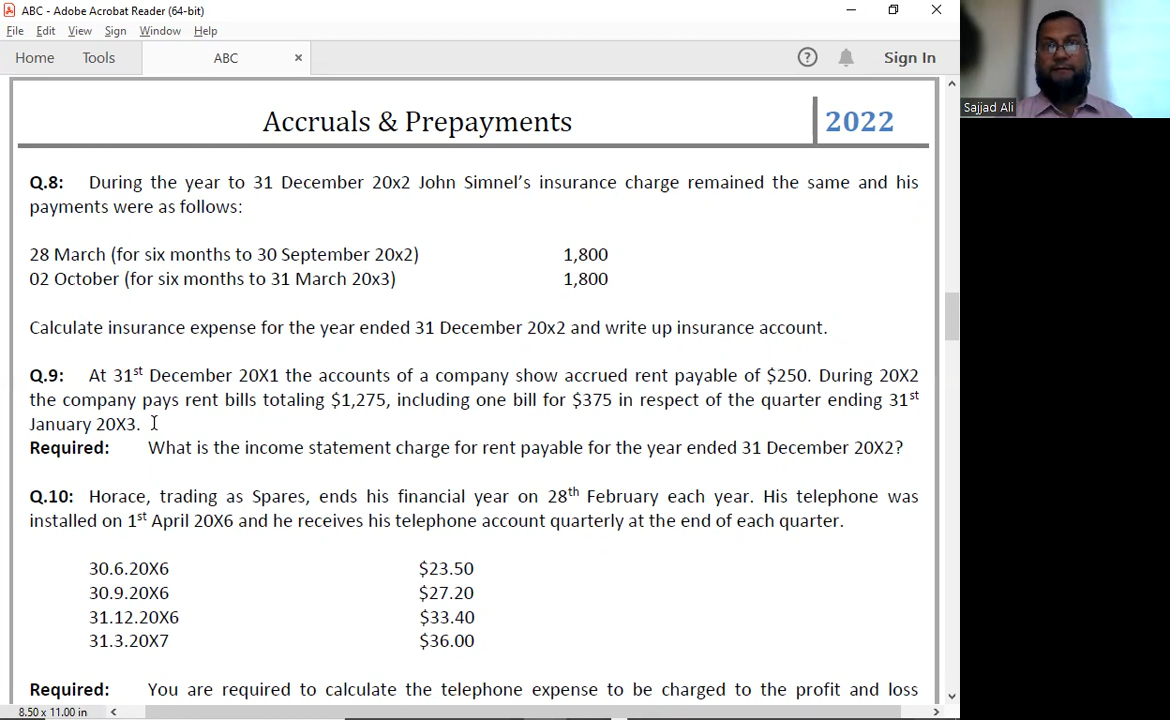 ABC - Adobe Acrobat Reader (64-bit)
File Edit View Sign Window Help
Home Tools ABC × ? Sign In
Sajjad Ali
Accruals & Prepayments 2022
Q.8: During the year to 31 December 20x2 John Simnel's insurance charge remained the same and his
payments were as follows:
28 March (for six months to 30 September 20x2) 1,800
02 October (for six months to 31 March 20x3) 1,800
Calculate insurance expense for the year ended 31 December 20x2 and write up insurance account.
Q.9: At 31st December 20X1 the accounts of a company show accrued rent payable of $250. During 20X2
the company pays rent bills totaling $1,275, including one bill for $375 in respect of the quarter ending 31st
January 20X3.
Required: What is the income statement charge for rent payable for the year ended 31 December 20X2?
Q.10: Horace, trading as Spares, ends his financial year on 28th February each year. His telephone was
installed on 1st April 20X6 and he receives his telephone account quarterly at the end of each quarter.
30.6.20X6 $23.50
30.9.20X6 $27.20
31.12.20X6 $33.40
31.3.20X7 $36.00
Required: You are required to calculate the telephone expense to be charged to the profit and loss
8.50 x 11.00 in